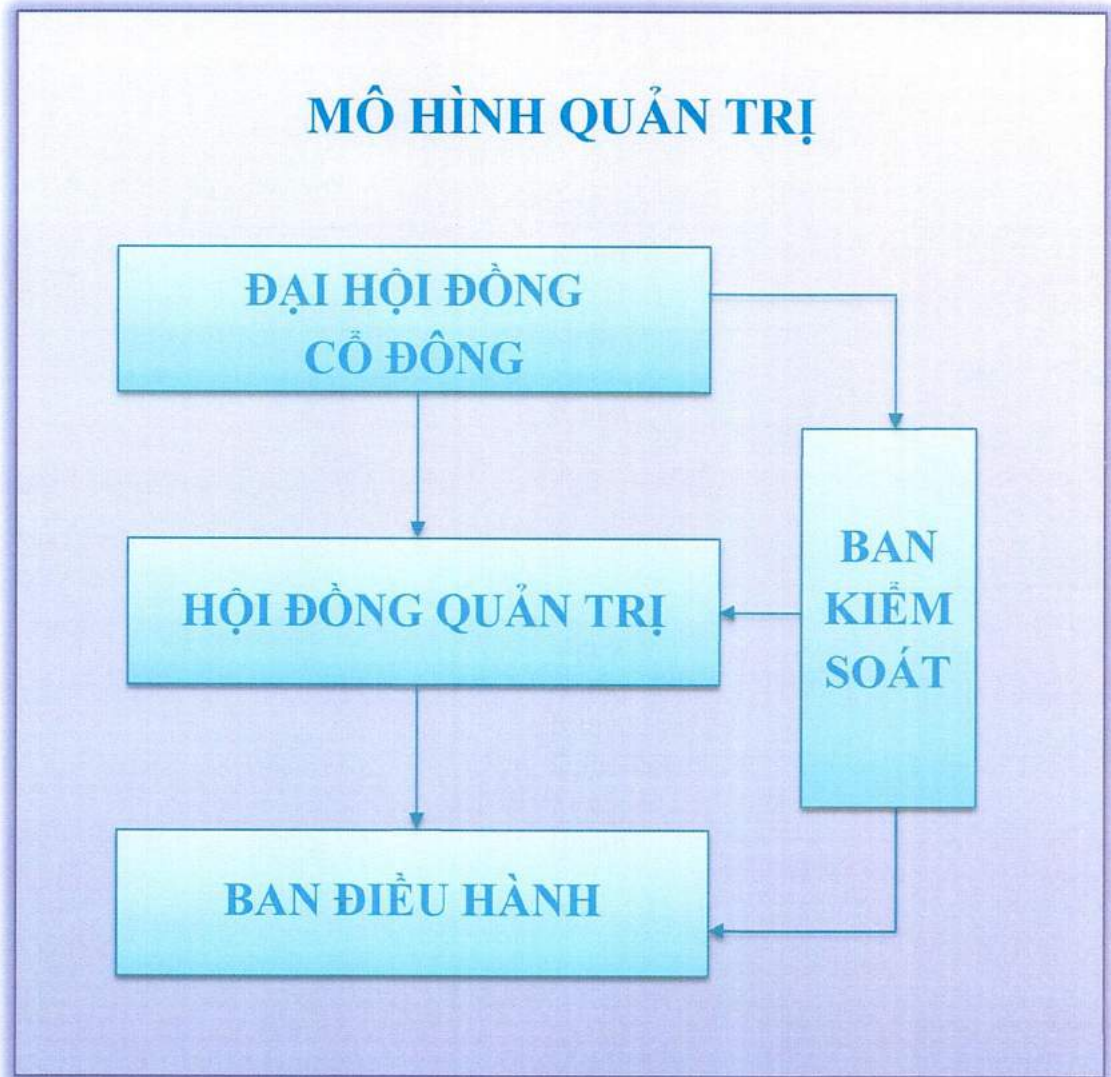 MÔ HÌNH QUẢN TRỊ
ĐẠI HỘI ĐỒNG
CỔ ĐÔNG
HỘI ĐỒNG QUẢN TRỊ
BAN
KIỂM
SOÁT
BAN ĐIỀU HÀNH